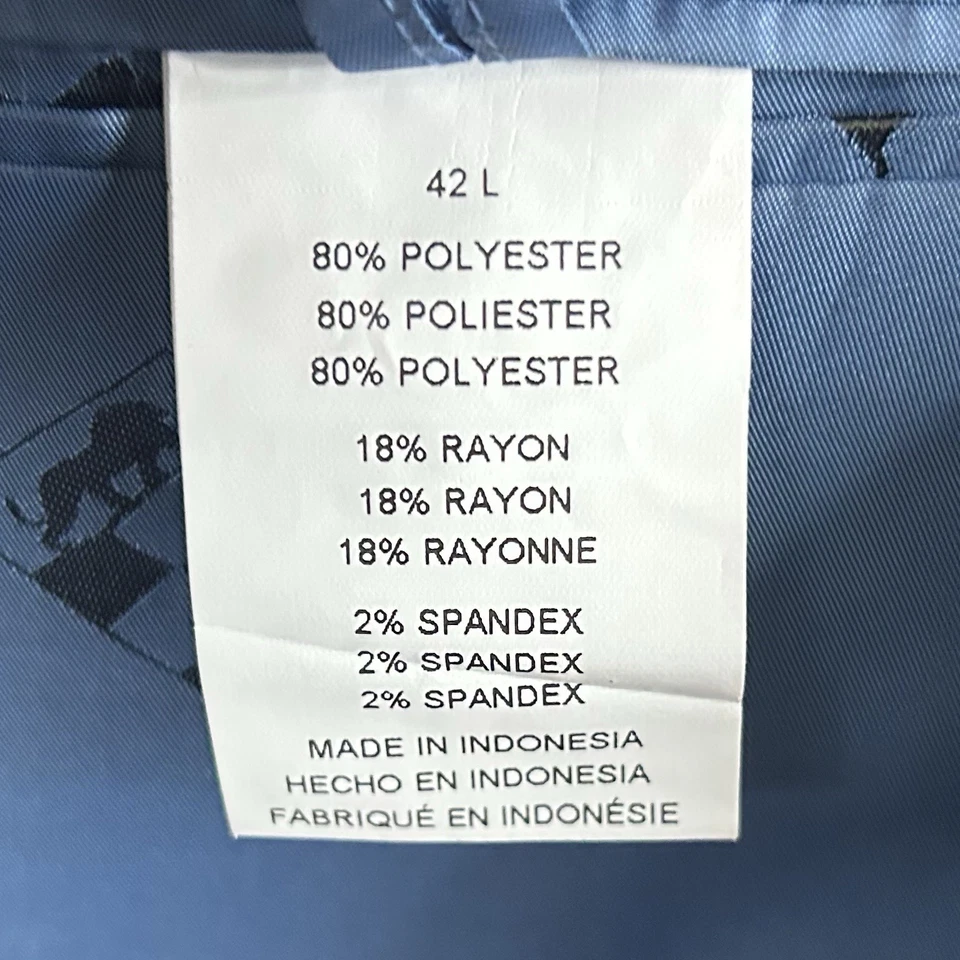 42 L
80% POLYESTER
80% POLIESTER
80% POLYESTER
18% RAYON
18% RAYON
18% RAYONNE
2% SPANDEX
2% SPANDEX
2% SPANDEX
MADE IN INDONESIA
HECHO EN INDONESIA
FABRIQUÉ EN INDONÉSIE